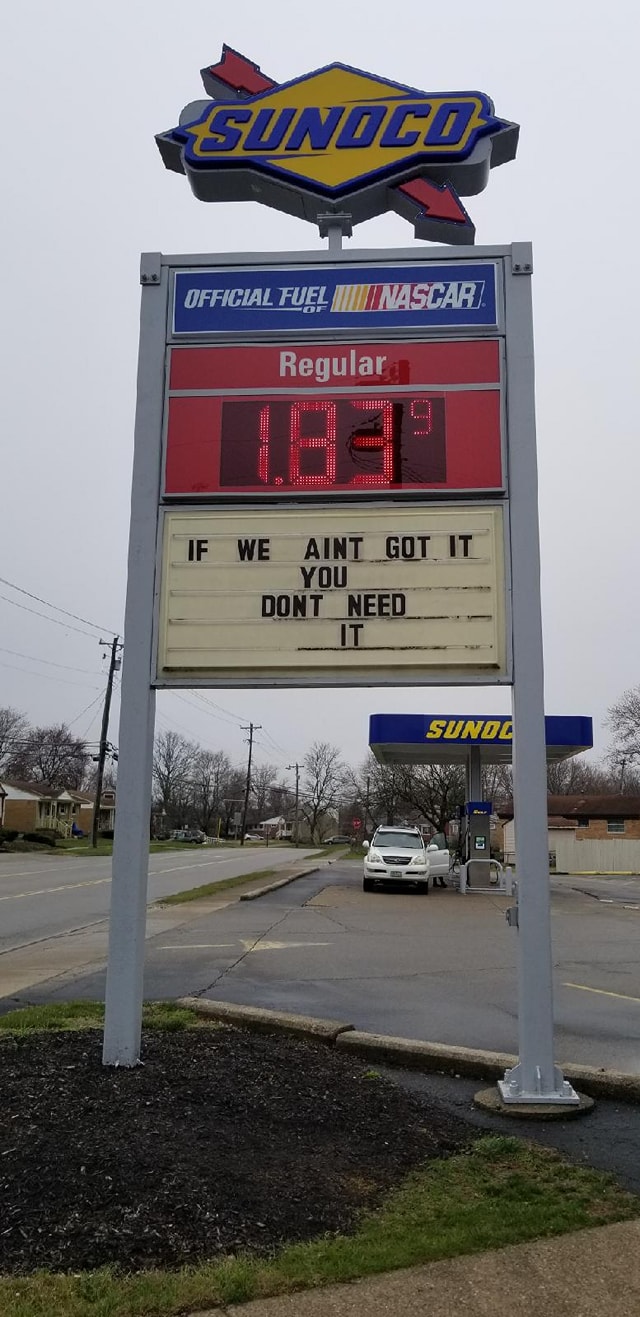 SUNOCO
OFFICIAL FUEL OF NASCAR
Regular
1.83 9
IF WE AINT GOT IT
YOU
DONT NEED
IT
SUNOC